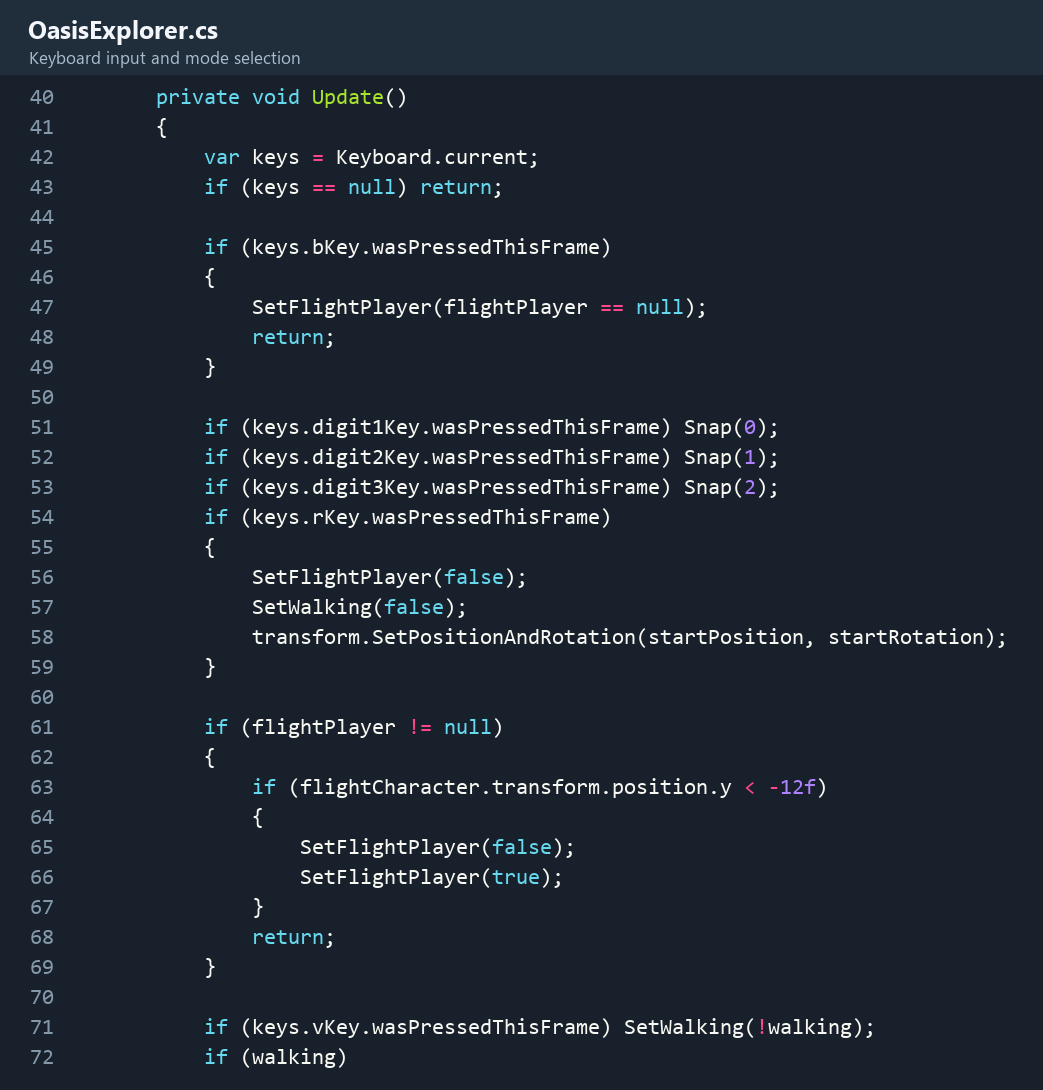 OasisExplorer.cs
Keyboard input and mode selection
40        private void Update()
41        {
42            var keys = Keyboard.current;
43            if (keys == null) return;
44
45            if (keys.bKey.wasPressedThisFrame)
46            {
47                SetFlightPlayer(flightPlayer == null);
48                return;
49            }
50
51            if (keys.digit1Key.wasPressedThisFrame) Snap(0);
52            if (keys.digit2Key.wasPressedThisFrame) Snap(1);
53            if (keys.digit3Key.wasPressedThisFrame) Snap(2);
54            if (keys.rKey.wasPressedThisFrame)
55            {
56                SetFlightPlayer(false);
57                SetWalking(false);
58                transform.SetPositionAndRotation(startPosition, startRotation);
59            }
60
61            if (flightPlayer != null)
62            {
63                if (flightCharacter.transform.position.y < -12f)
64                {
65                    SetFlightPlayer(false);
66                    SetFlightPlayer(true);
67                }
68                return;
69            }
70
71            if (keys.vKey.wasPressedThisFrame) SetWalking(!walking);
72            if (walking)